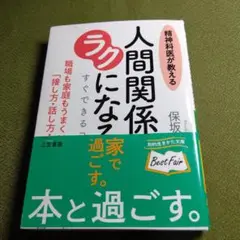 精神科医が教える
人間関係
ラクになる
すぐできる
職場も家庭もうまく
「接し方・話し方」
保坂
三笠書房
家で
過ごす。
Best Fair
本と過ごす。